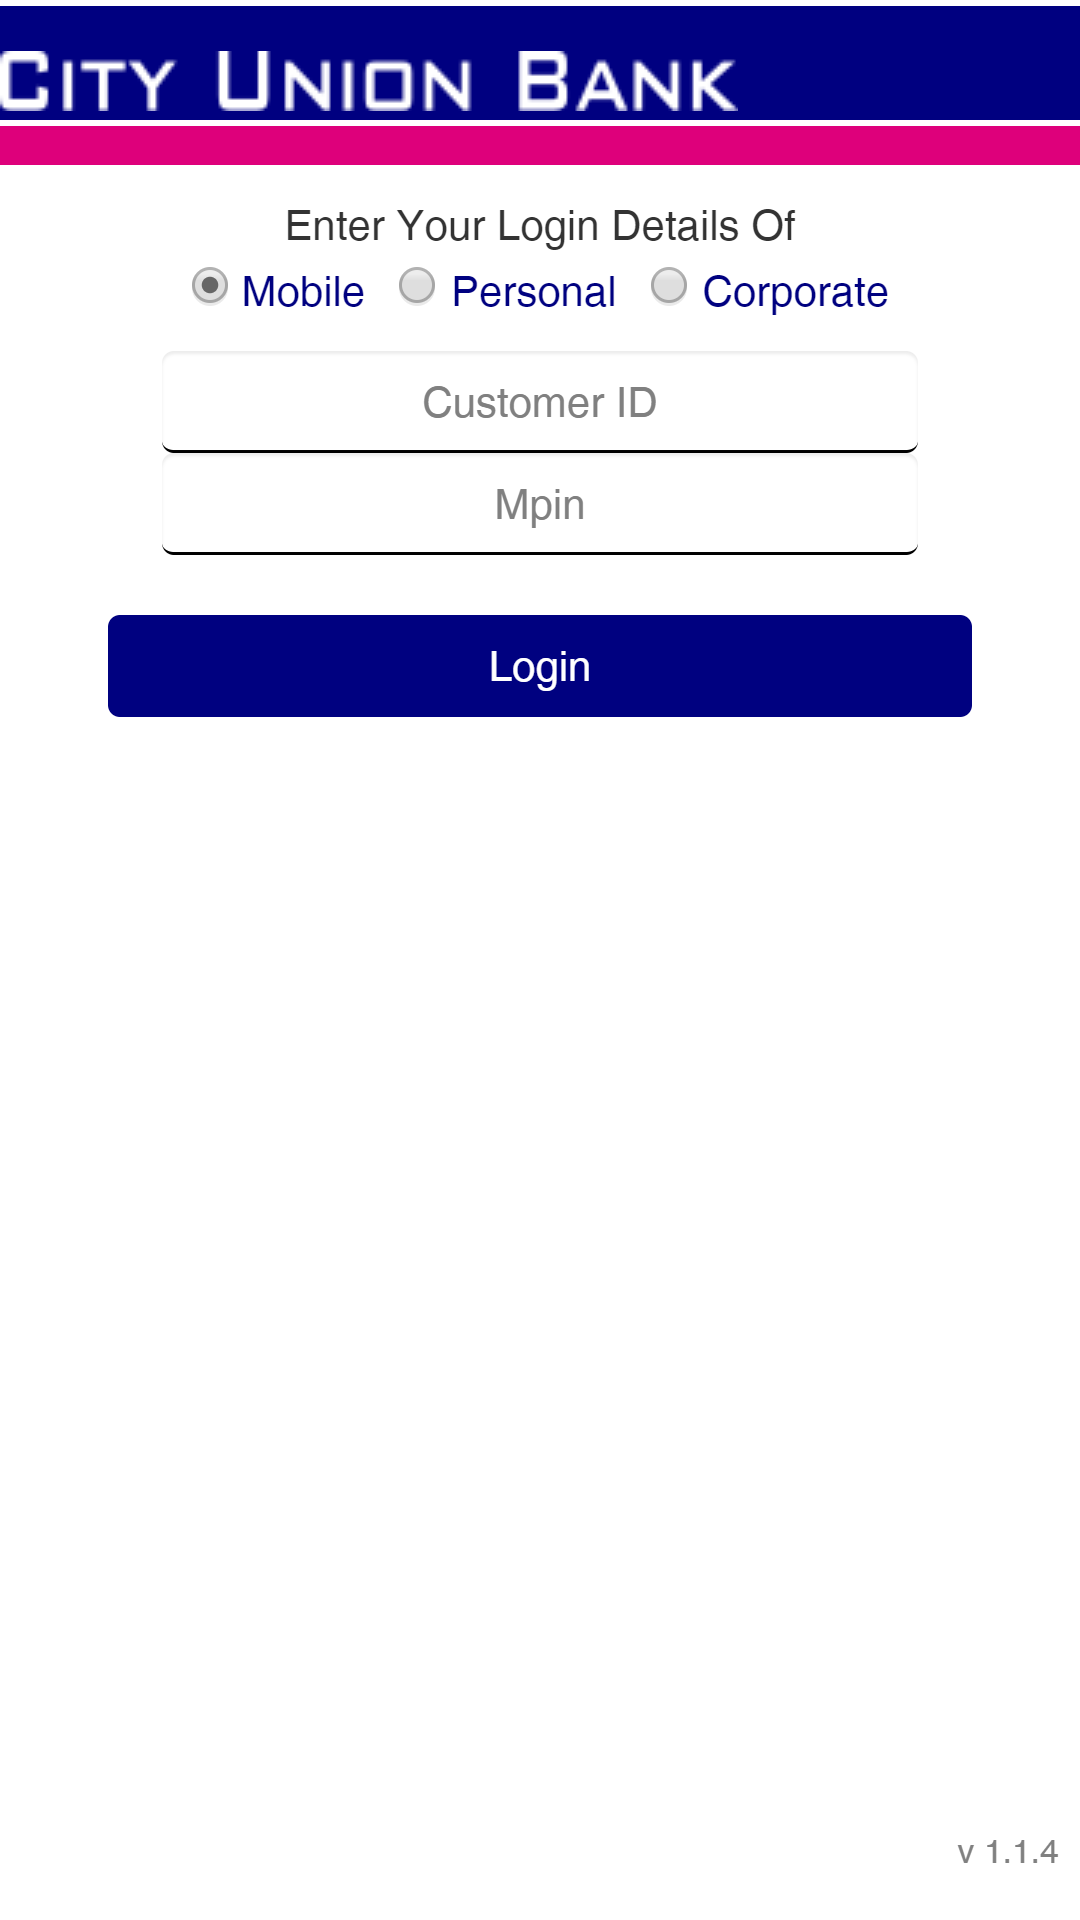 CITY UNION BANK
Enter Your Login Details Of
Mobile Personal Corporate
Customer ID
Mpin
Login
v 1.1.4